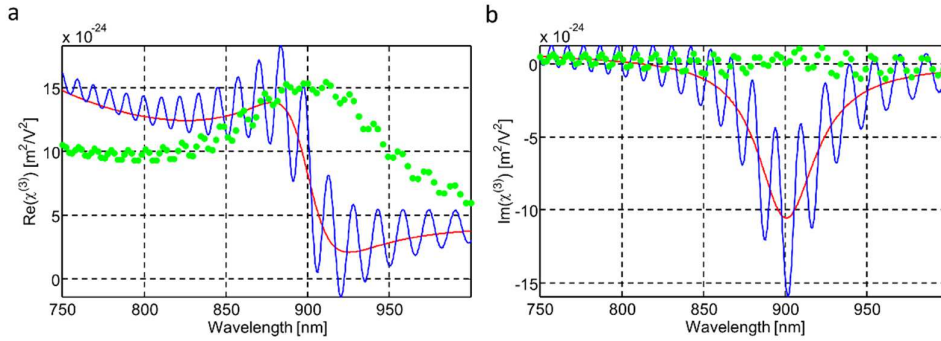 a
x 10⁻²⁴
15
10
5
0
Re(χ⁽³⁾) [m²/V²]
750 800 850 900 950
Wavelength [nm]
b
x 10⁻²⁴
0
-5
-10
-15
Im(χ⁽³⁾) [m²/V²]
750 800 850 900 950
Wavelength [nm]